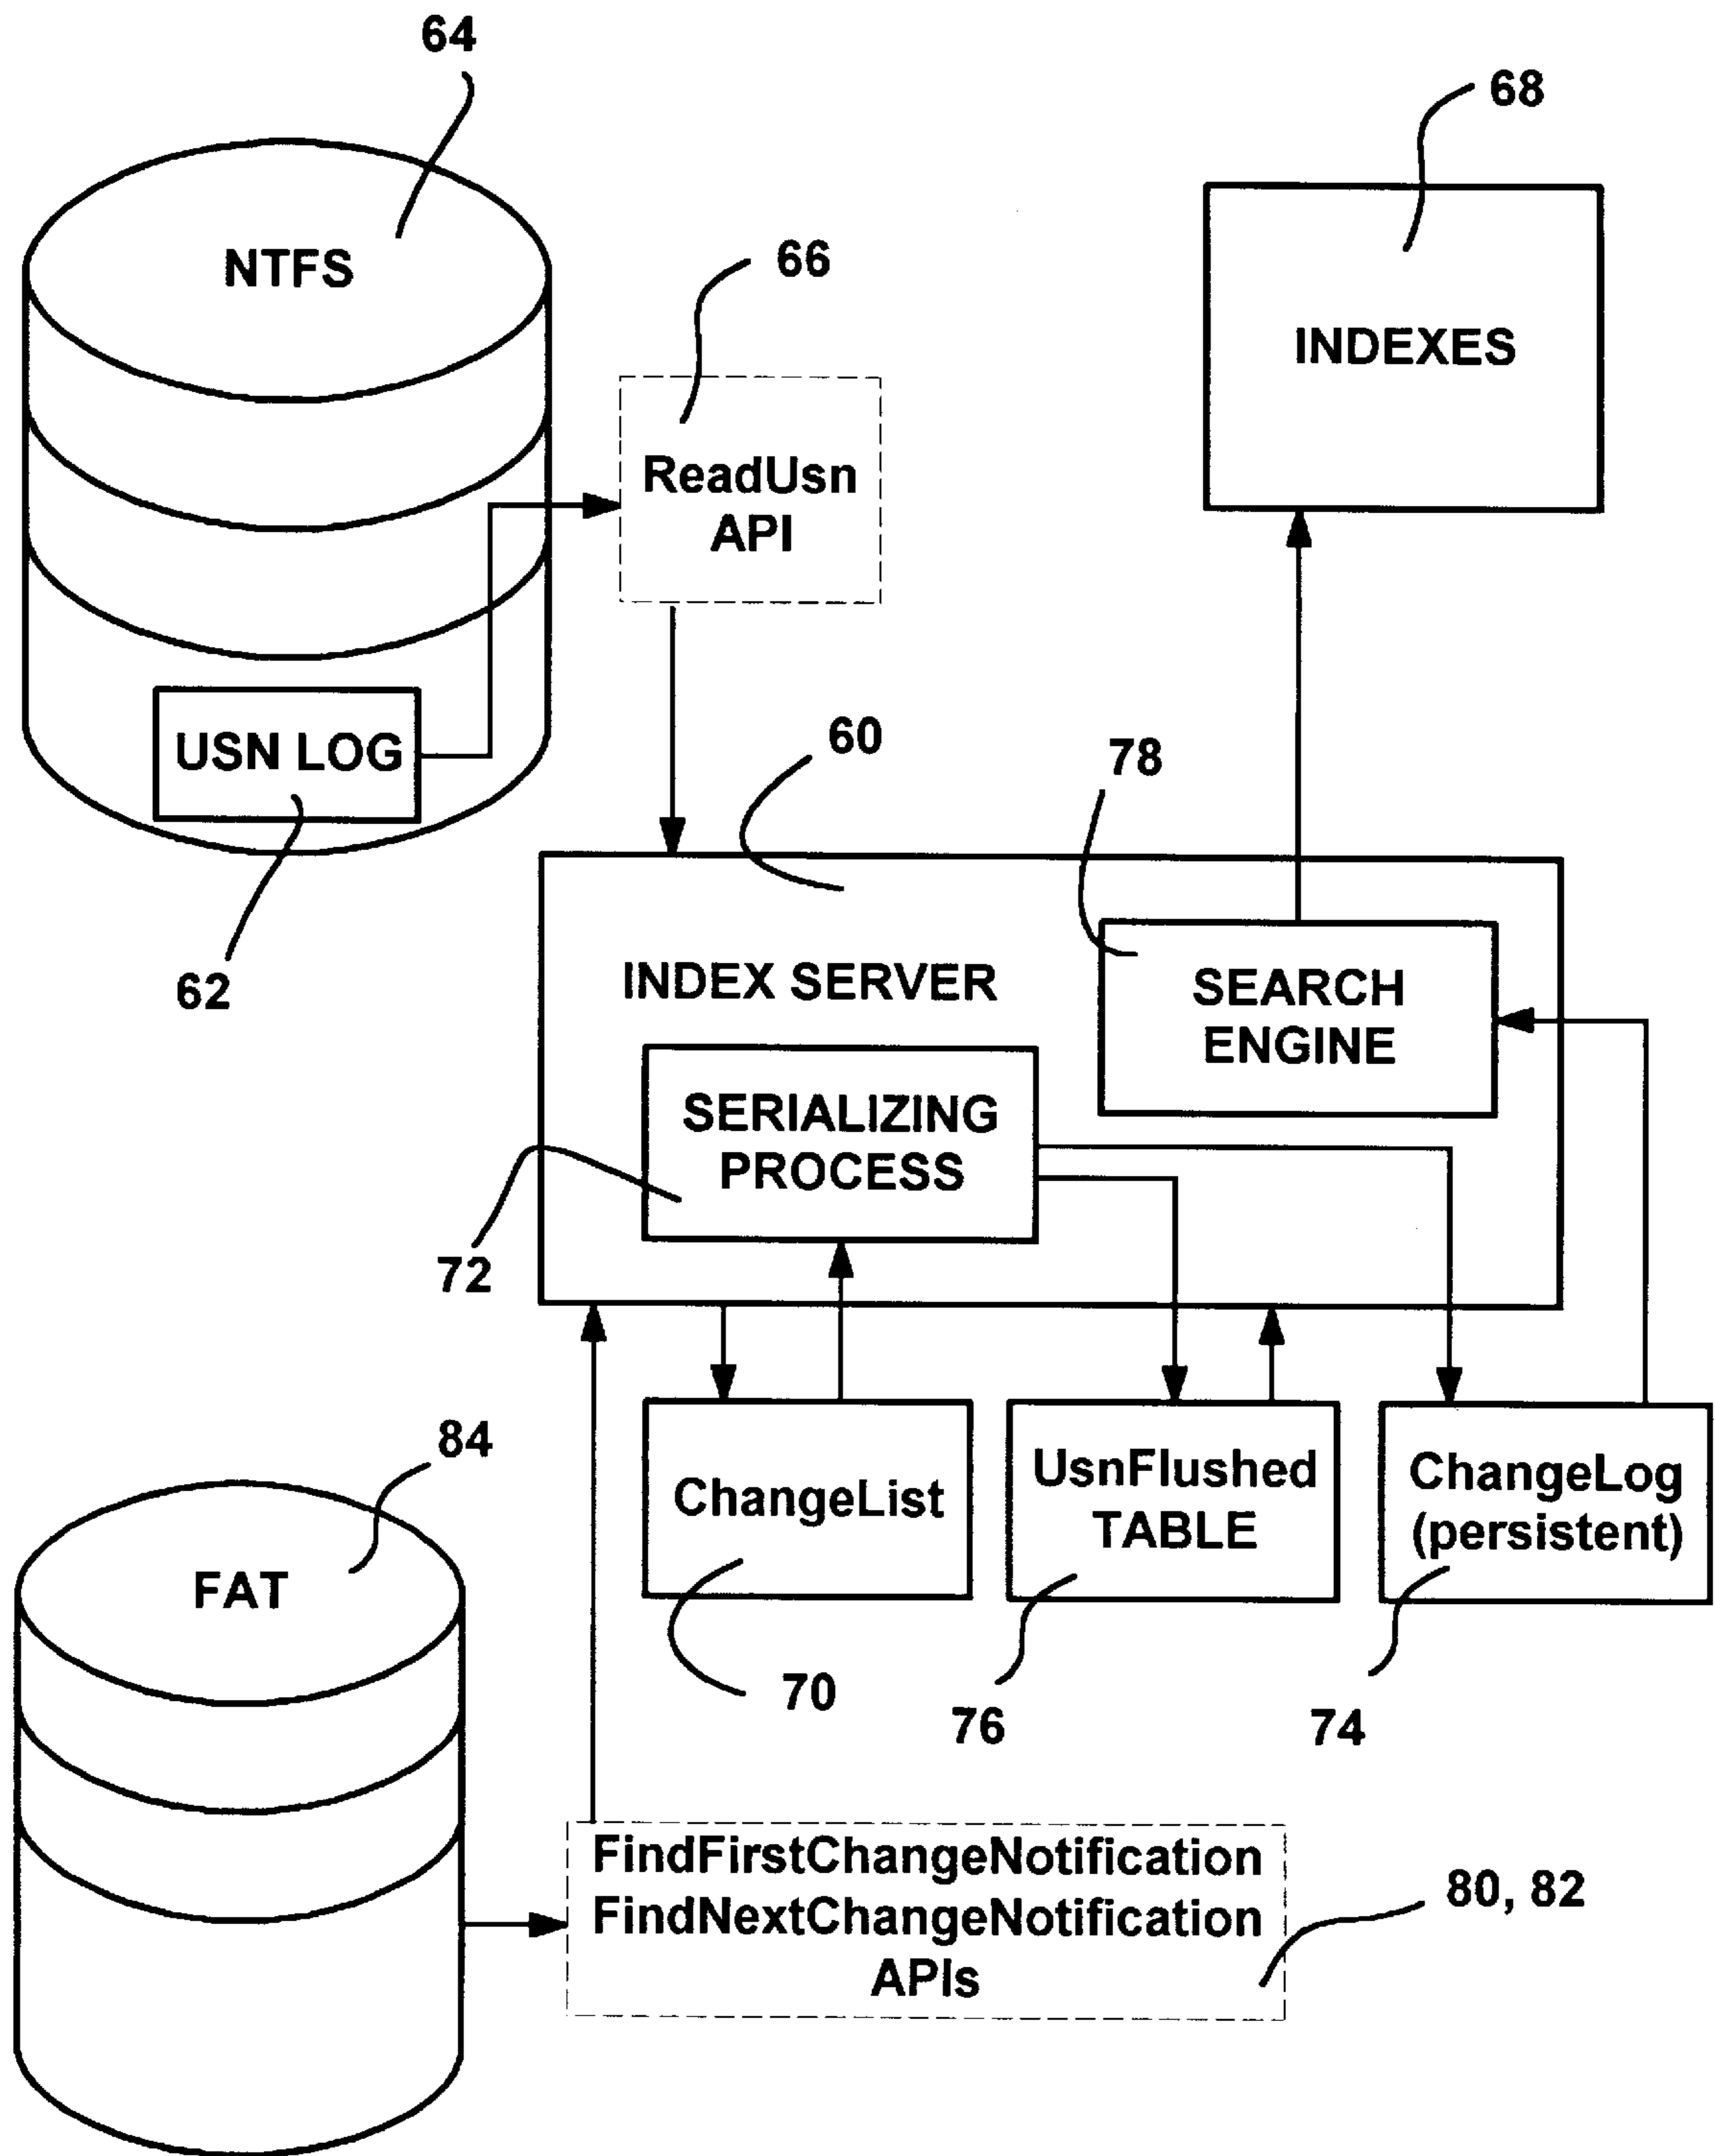 64
68
NTFS
66
INDEXES
ReadUsn
API
USN LOG
60
78
62
INDEX SERVER
SEARCH
ENGINE
SERIALIZING
PROCESS
72
84
ChangeList
UsnFlushed
TABLE
ChangeLog
(persistent)
FAT
70
76
74
FindFirstChangeNotification
FindNextChangeNotification
APIs
80, 82